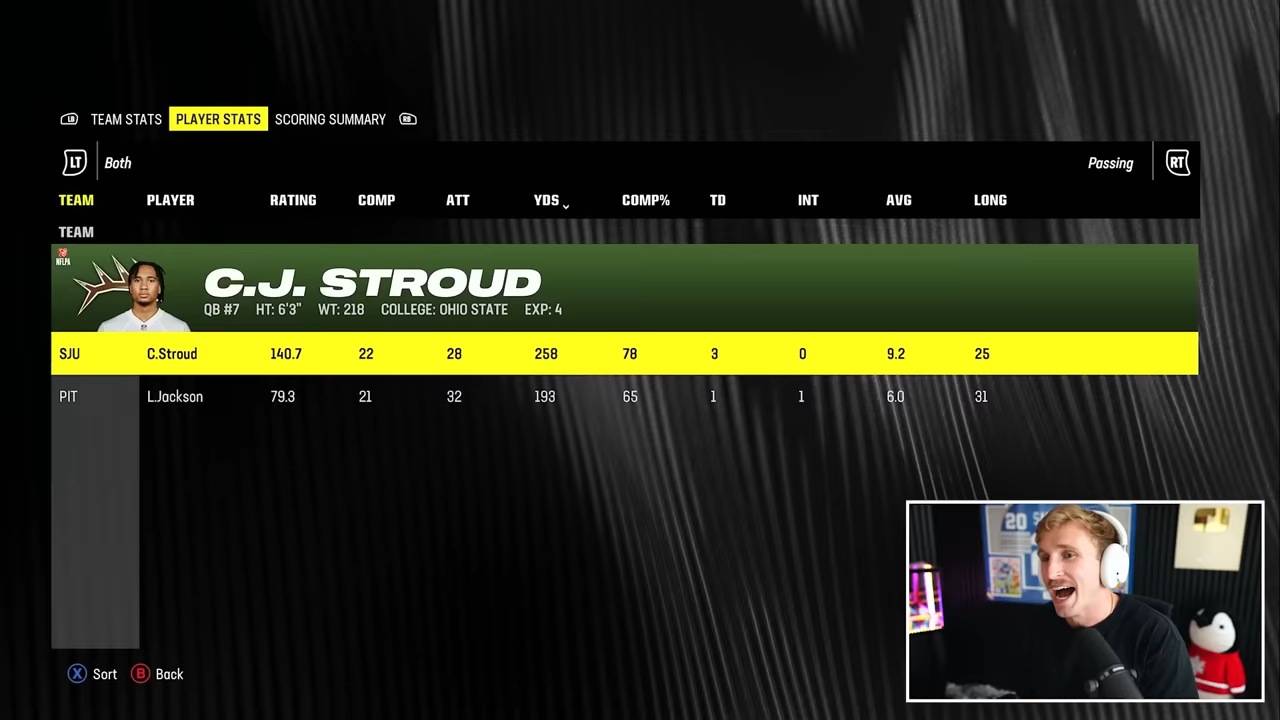 LB TEAM STATS PLAYER STATS SCORING SUMMARY RB
LT Both Passing RT
TEAM PLAYER RATING COMP ATT YDS COMP% TD INT AVG LONG
TEAM
NFLPA
C.J. STROUD
QB #7 HT: 6'3" WT: 218 COLLEGE: OHIO STATE EXP: 4
SJU C.Stroud 140.7 22 28 258 78 3 0 9.2 25
PIT L.Jackson 79.3 21 32 193 65 1 1 6.0 31
20
X Sort B Back